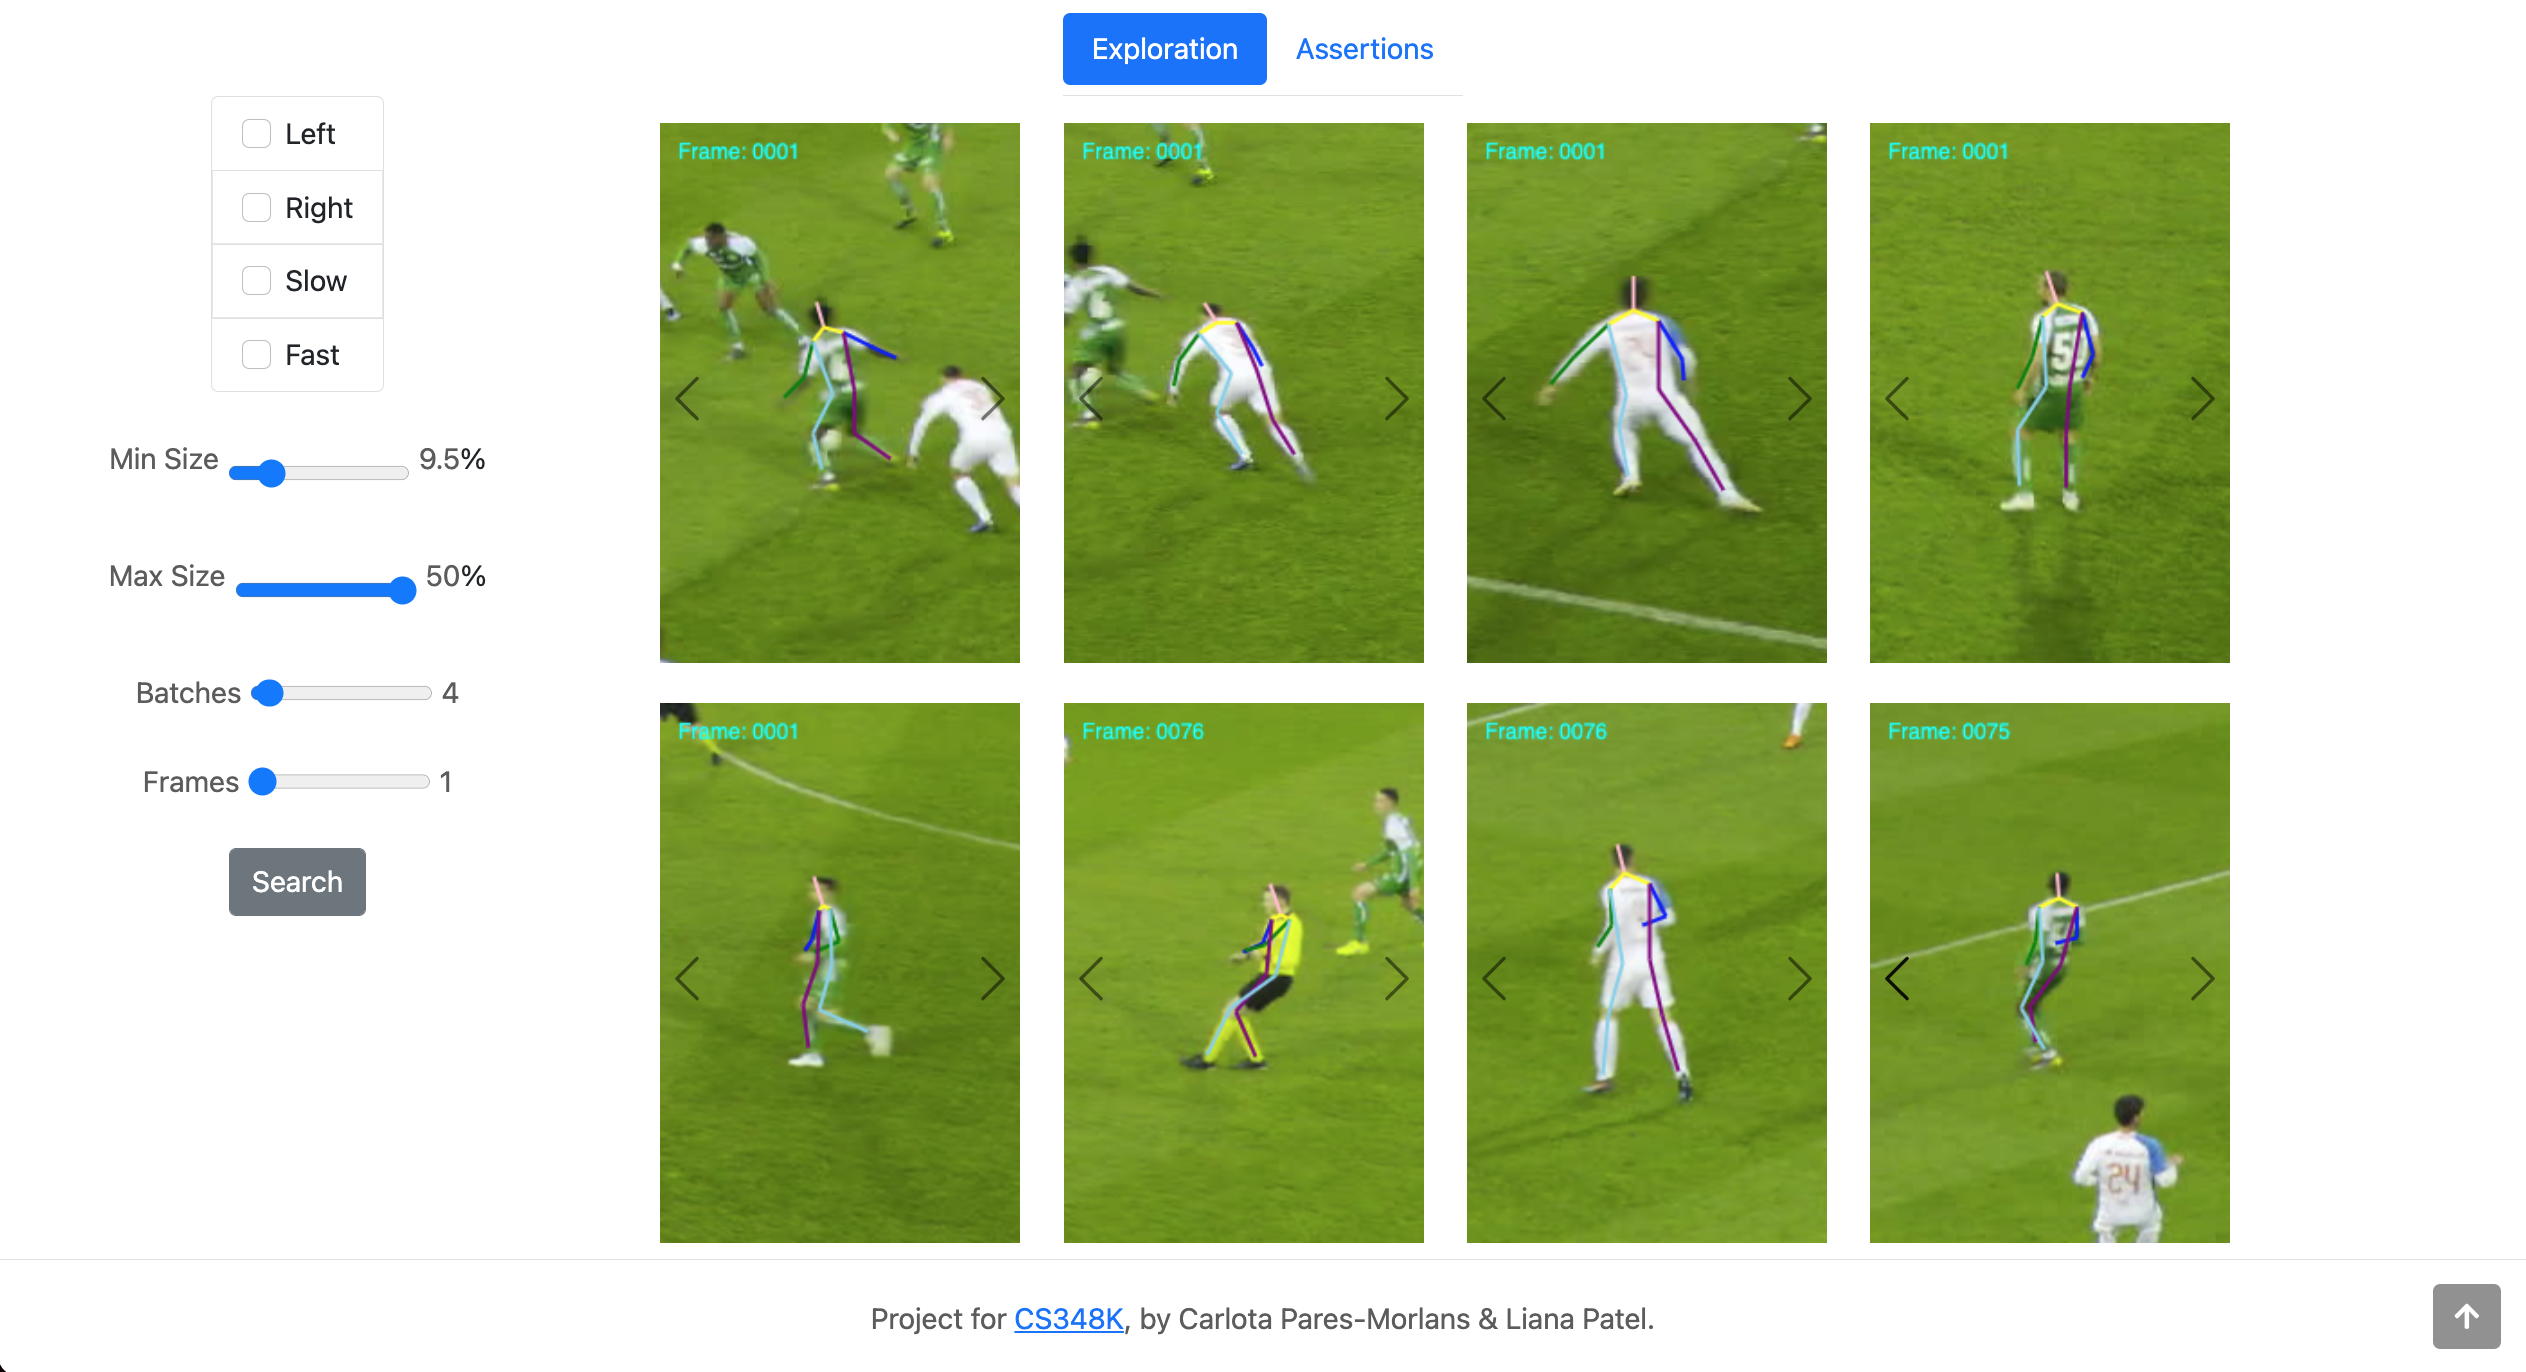 Exploration
Assertions
Left
Right
Slow
Fast
Min Size 9.5%
Max Size 50%
Batches 4
Frames 1
Search
Frame: 0001
Frame: 0001
Frame: 0001
Frame: 0001
5
Frame: 0001
Frame: 0076
Frame: 0076
Frame: 0075
24
Project for CS348K, by Carlota Pares-Morlans & Liana Patel.